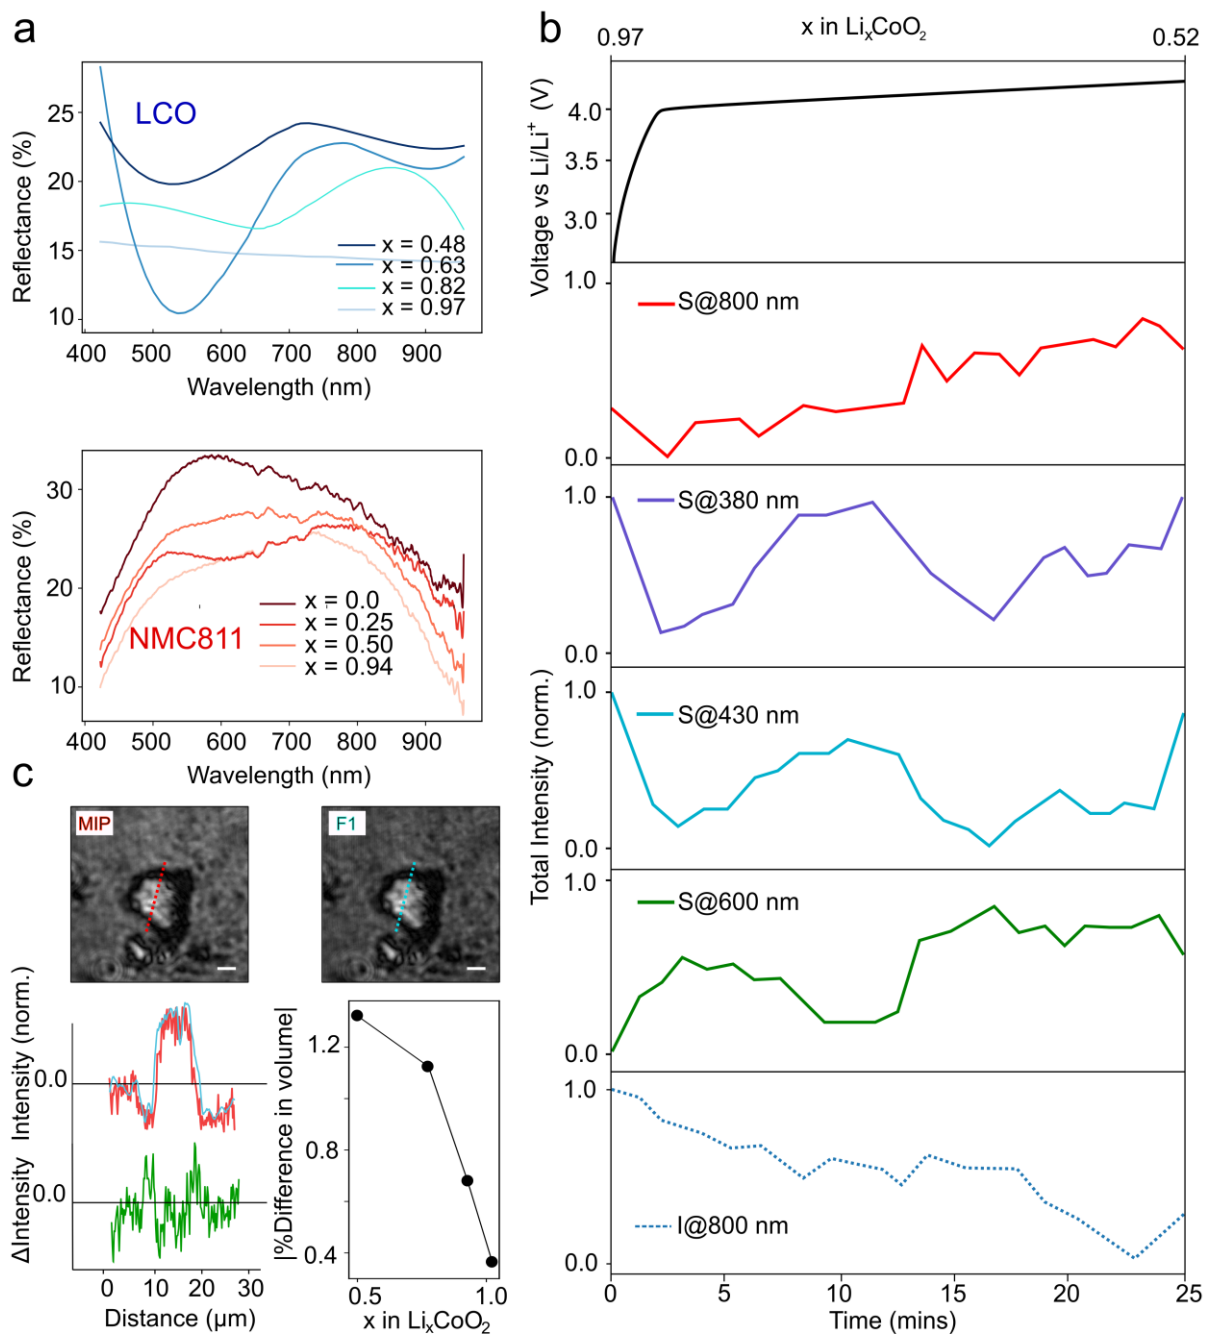 a
LCO
Reflectance (%)
25
20
15
10
x = 0.48
x = 0.63
x = 0.82
x = 0.97
400 500 600 700 800 900
Wavelength (nm)
Reflectance (%)
30
20
10
NMC811
x = 0.0
x = 0.25
x = 0.50
x = 0.94
400 500 600 700 800 900
Wavelength (nm)
b
x in LiₓCoO₂
0.97 0.52
Voltage vs Li/Li⁺ (V)
4.0
3.5
3.0
1.0
S@800 nm
0.0
1.0
S@380 nm
0.0
Total Intensity (norm.)
1.0
S@430 nm
0.0
1.0
S@600 nm
0.0
1.0
I@800 nm
0.0
0 5 10 15 20 25
Time (mins)
c
MIP
F1
Intensity (norm.)
0.0
ΔIntensity
0.0
0 10 20 30
Distance (μm)
|%Difference in volume|
1.2
0.8
0.4
0.5 1.0
x in LiₓCoO₂